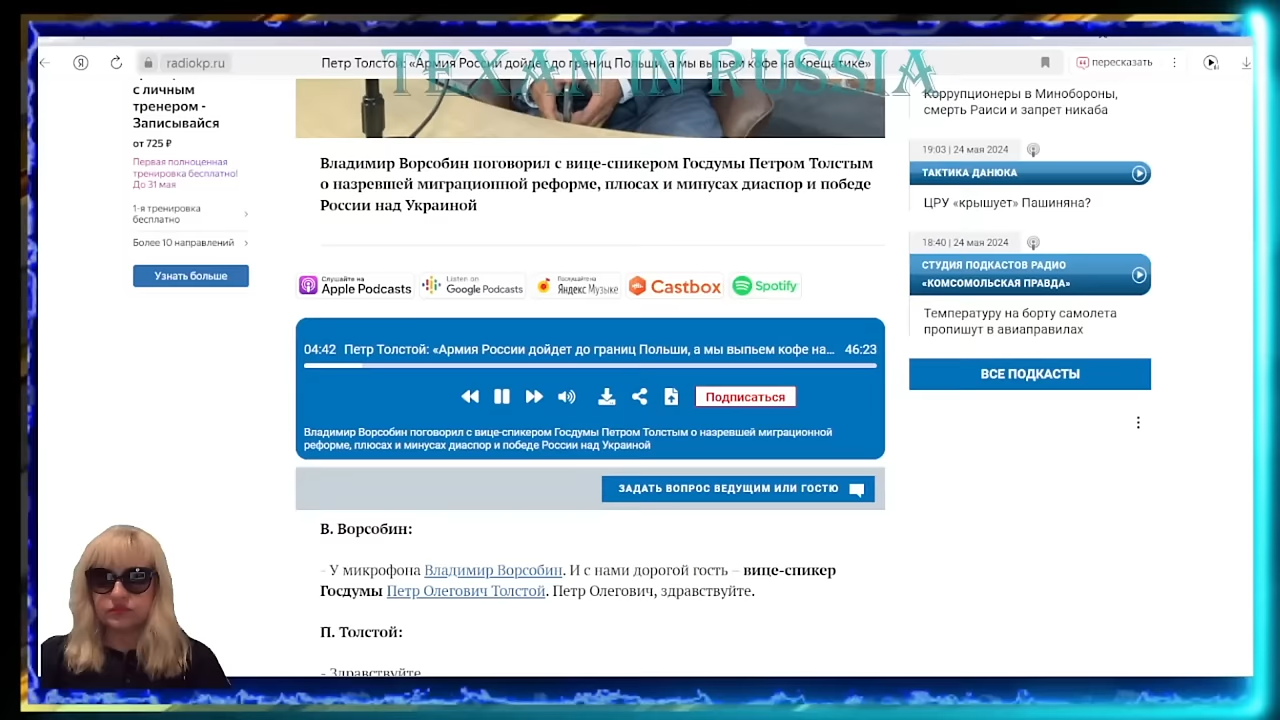 TEXAN IN RUSSIA
radiokp.ru
Петр Толстой: «Армия России дойдет до границ Польши, а мы выпьем кофе на Крещатике»
пересказать
с личным
тренером -
Записывайся
от 725 ₽
Первая полноценная
тренировка бесплатно!
До 31 мая
1-я тренировка
бесплатно
Более 10 направлений
Узнать больше
Владимир Ворсобин поговорил с вице-спикером Госдумы Петром Толстым
о назревшей миграционной реформе, плюсах и минусах диаспор и победе
России над Украиной
Слушайте на
Apple Podcasts
Listen on
Google Podcasts
Послушайте на
Яндекс Музыке
Castbox
Spotify
04:42 Петр Толстой: «Армия России дойдет до границ Польши, а мы выпьем кофе на... 46:23
Подписаться
Владимир Ворсобин поговорил с вице-спикером Госдумы Петром Толстым о назревшей миграционной
реформе, плюсах и минусах диаспор и победе России над Украиной
ЗАДАТЬ ВОПРОС ВЕДУЩИМ ИЛИ ГОСТЮ
В. Ворсобин:
- У микрофона Владимир Ворсобин. И с нами дорогой гость – вице-спикер
Госдумы Петр Олегович Толстой. Петр Олегович, здравствуйте.
П. Толстой:
- Здравствуйте
Коррупционеры в Минобороны,
смерть Раиси и запрет никаба
19:03 | 24 мая 2024
ТАКТИКА ДАНЮКА
ЦРУ «крышует» Пашиняна?
18:40 | 24 мая 2024
СТУДИЯ ПОДКАСТОВ РАДИО
«КОМСОМОЛЬСКАЯ ПРАВДА»
Температуру на борту самолета
пропишут в авиаправилах
ВСЕ ПОДКАСТЫ